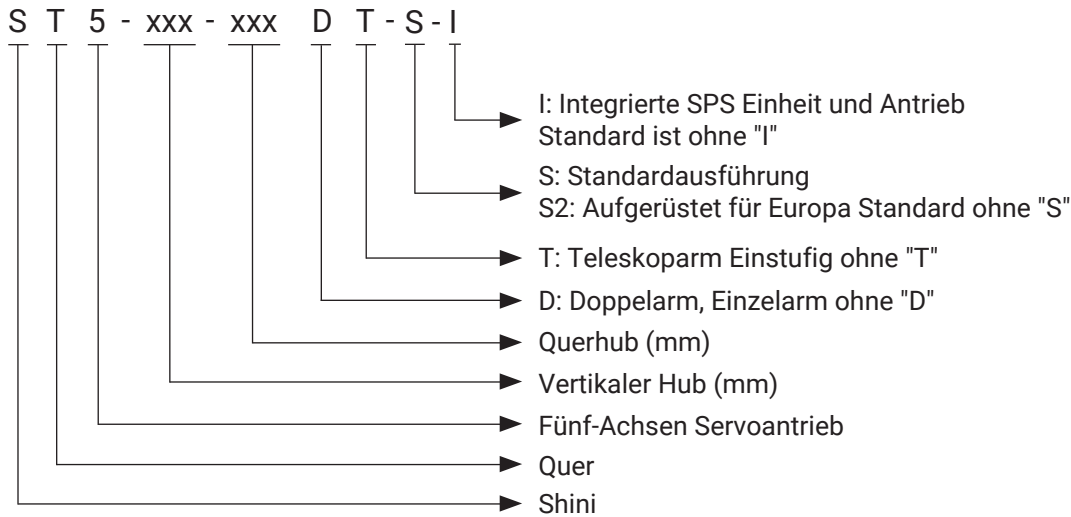 S T 5 - xxx - xxx D T - S - I
I: Integrierte SPS Einheit und Antrieb
Standard ist ohne "I"
S: Standardausführung
S2: Aufgerüstet für Europa Standard ohne "S"
T: Teleskoparm Einstufig ohne "T"
D: Doppelarm, Einzelarm ohne "D"
Querhub (mm)
Vertikaler Hub (mm)
Fünf-Achsen Servoantrieb
Quer
Shini